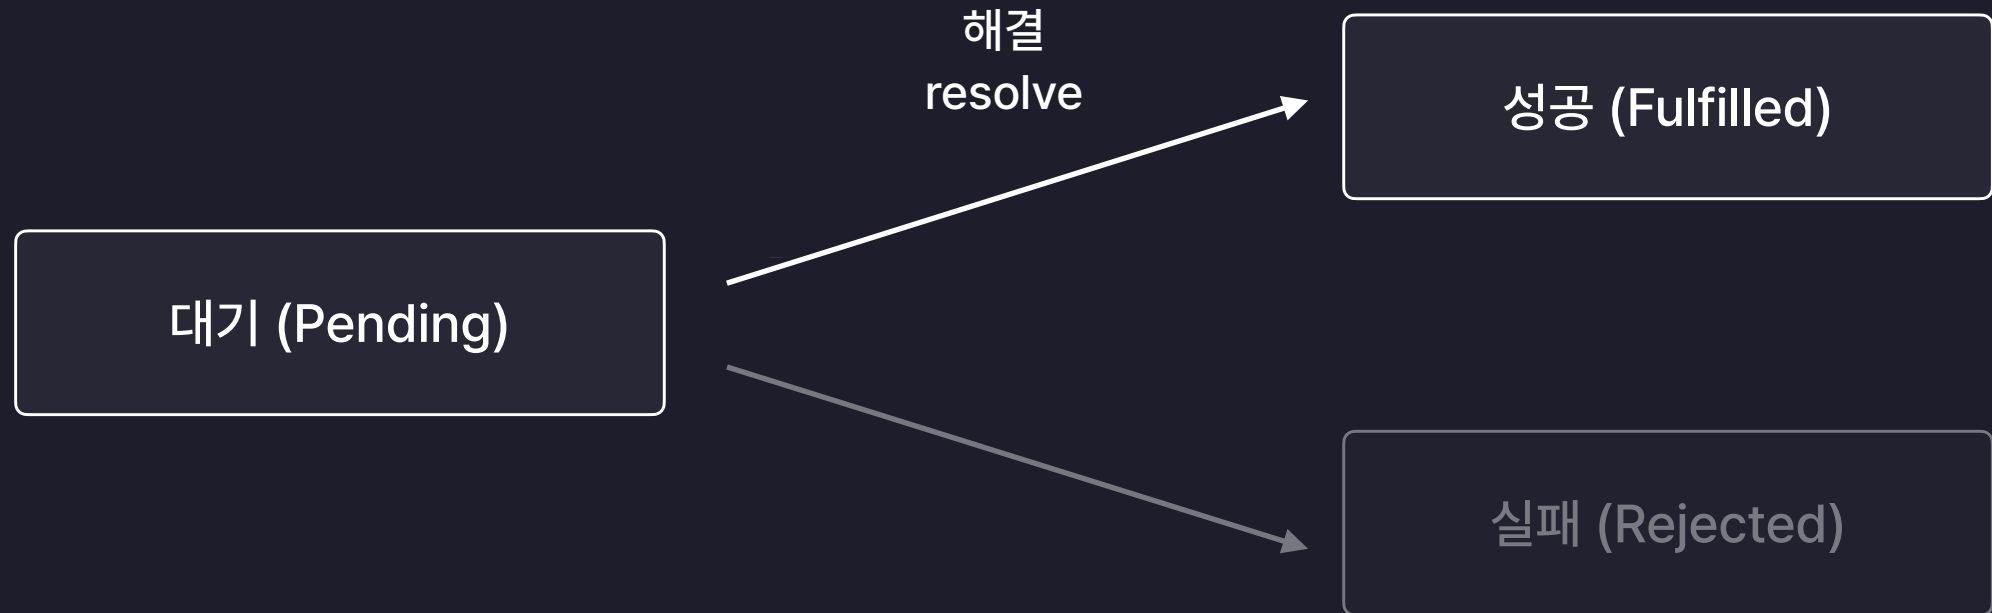 해결
resolve
성공 (Fulfilled)
대기 (Pending)
실패 (Rejected)